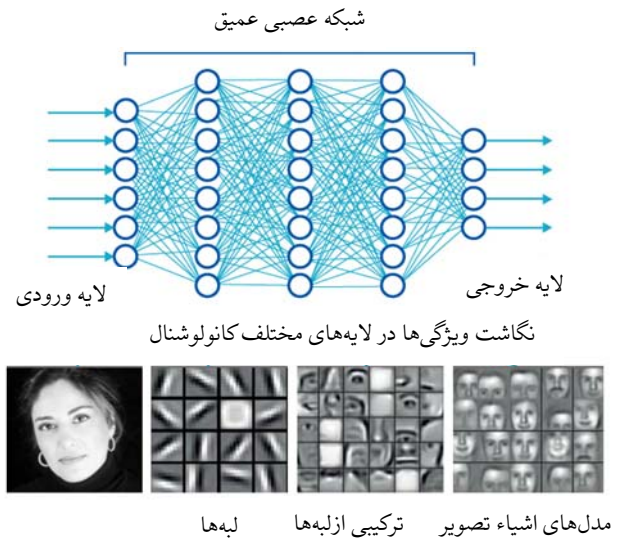 شبکه عصبی عمیق
لایه خروجی
لایه ورودی
نگاشت ویژگی‌ها در لایه‌های مختلف کانولوشنال
مدل‌های اشیاء تصویر
ترکیبی ازلبه‌ها
لبه‌ها